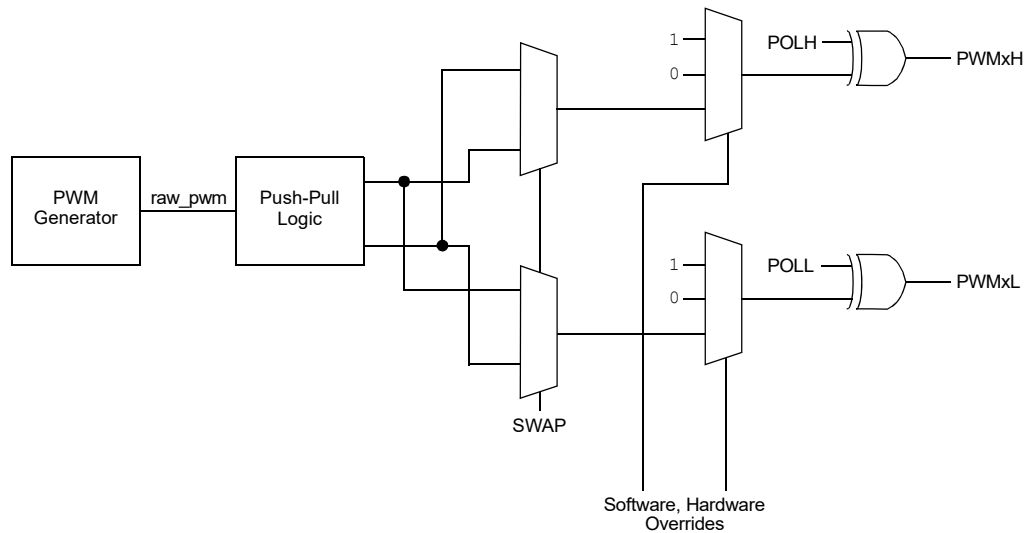 1
0
POLH
PWMxH
PWM
Generator
raw_pwm
Push-Pull
Logic
1
0
POLL
PWMxL
SWAP
Software, Hardware
Overrides